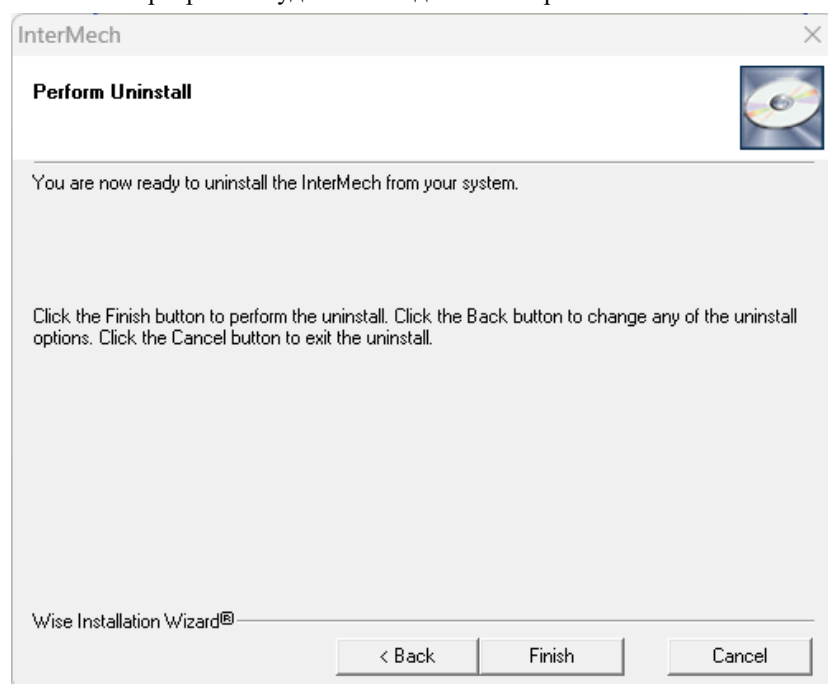 InterMech
Perform Uninstall
You are now ready to uninstall the InterMech from your system.
Click the Finish button to perform the uninstall. Click the Back button to change any of the uninstall
options. Click the Cancel button to exit the uninstall.
Wise Installation Wizard®
< Back
Finish
Cancel